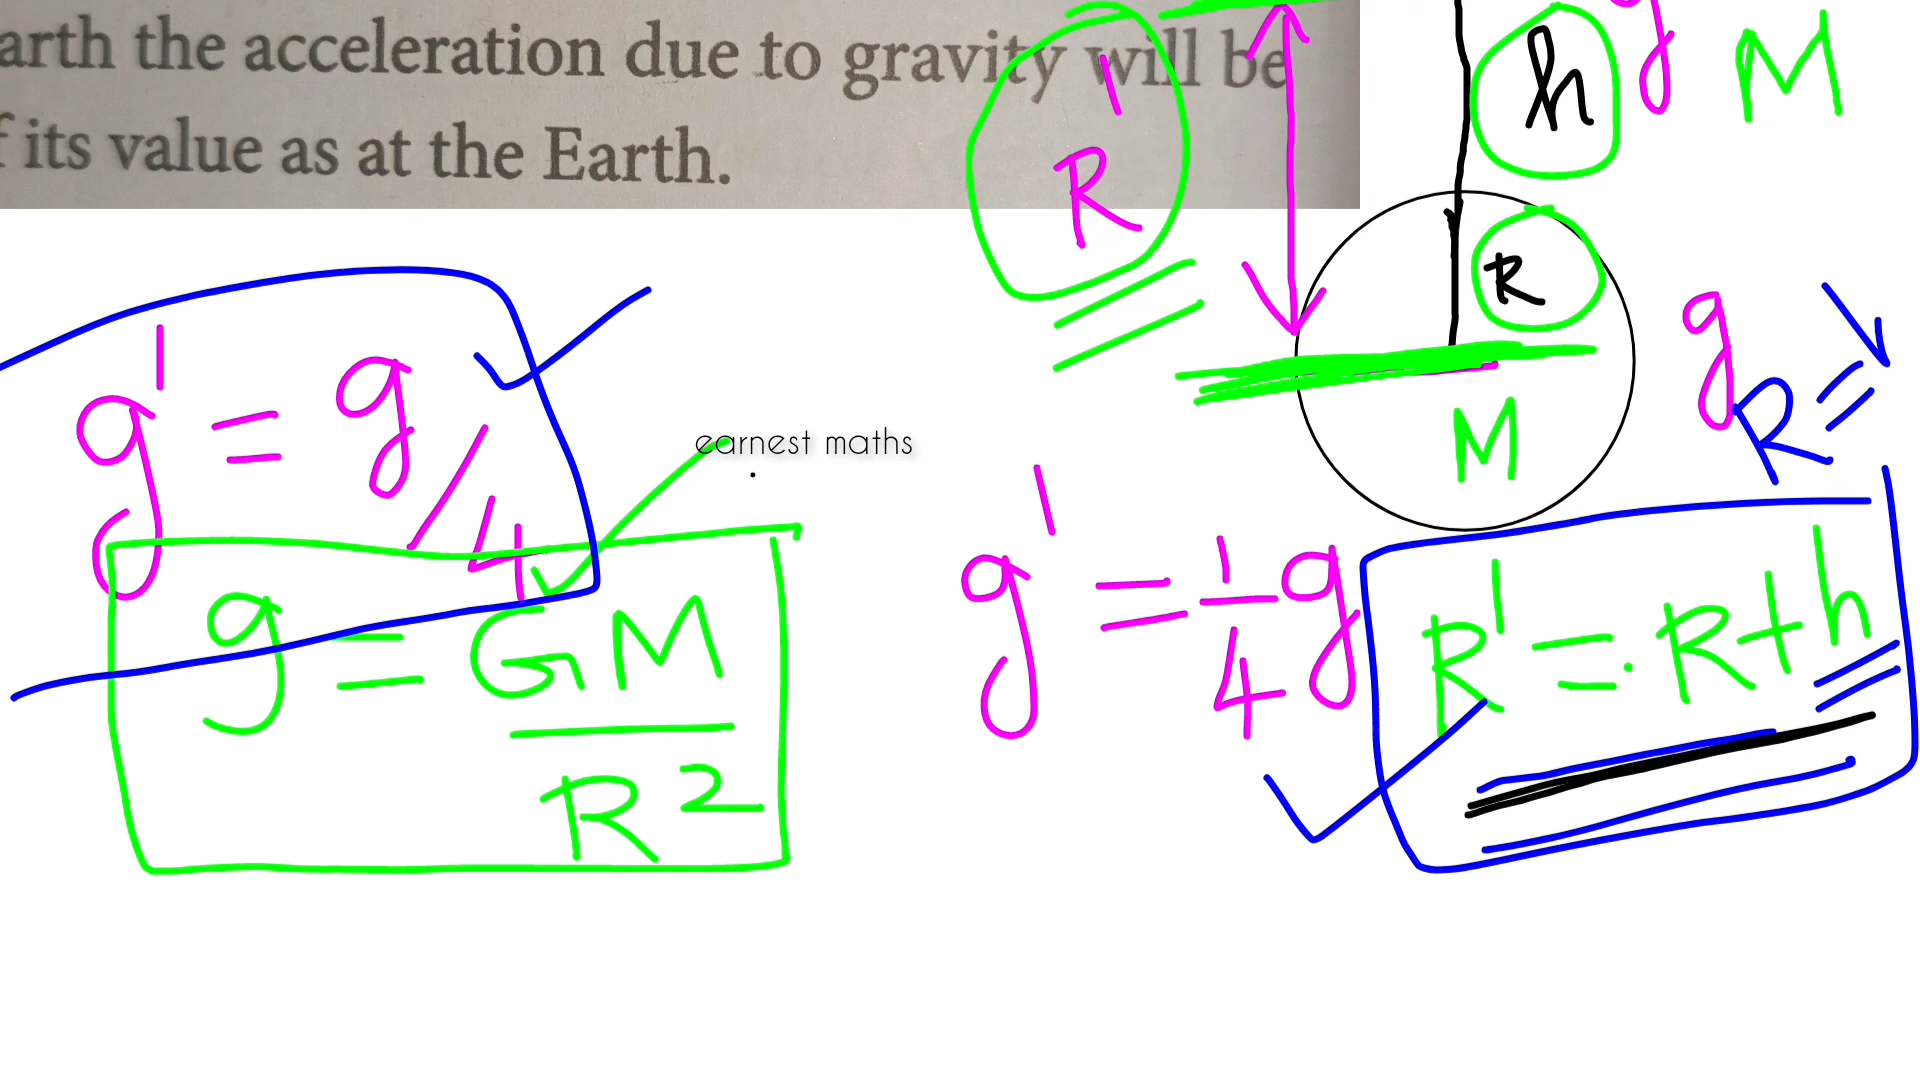 arth the acceleration due to gravity will be
f its value as at the Earth.
R'
h
g
M
R
g
R =
M
g' = g/4
earnest maths
g' = 1/4 g
R' = R+h
g = GM
R²